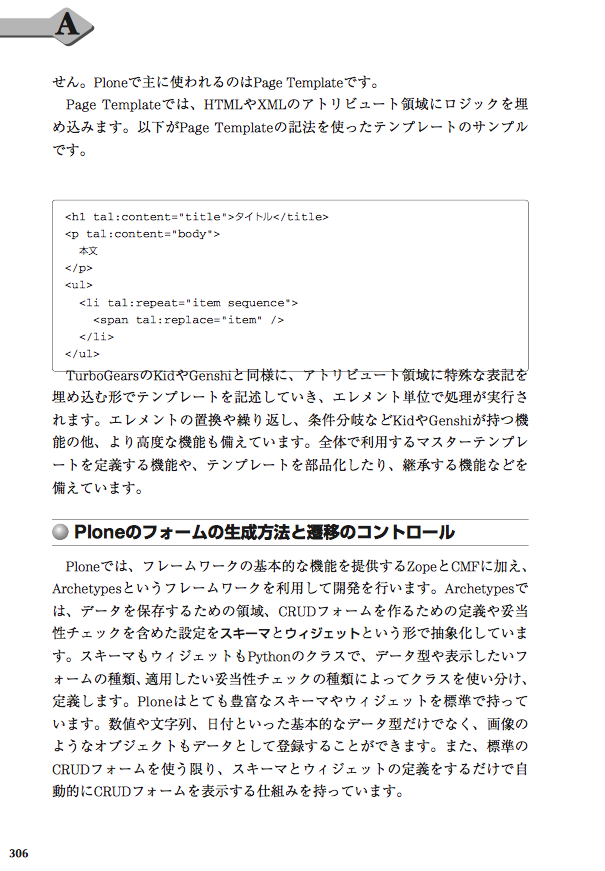 A
せん。Ploneで主に使われるのはPage Templateです。
Page Templateでは、HTMLやXMLのアトリビュート領域にロジックを埋
め込みます。以下がPage Templateの記法を使ったテンプレートのサンプル
です。
<h1 tal:content="title">タイトル</title>
<p tal:content="body">
本文
</p>
<ul>
<li tal:repeat="item sequence">
<span tal:replace="item" />
</li>
</ul>
TurboGearsのKidやGenshiと同様に、アトリビュート領域に特殊な表記を
埋め込む形でテンプレートを記述していき、エレメント単位で処理が実行さ
れます。エレメントの置換や繰り返し、条件分岐などKidやGenshiが持つ機
能の他、より高度な機能も備えています。全体で利用するマスターテンプレ
ートを定義する機能や、テンプレートを部品化したり、継承する機能などを
備えています。
Ploneのフォームの生成方法と遷移のコントロール
Ploneでは、フレームワークの基本的な機能を提供するZopeとCMFに加え、
Archetypesというフレームワークを利用して開発を行います。Archetypesで
は、データを保存するための領域、CRUDフォームを作るための定義や妥当
性チェックを含めた設定をスキーマとウィジェットという形で抽象化していま
す。スキーマもウィジェットもPythonのクラスで、データ型や表示したいフ
ォームの種類、適用したい妥当性チェックの種類によってクラスを使い分け、
定義します。Ploneはとても豊富なスキーマやウィジェットを標準で持って
います。数値や文字列、日付といった基本的なデータ型だけでなく、画像の
ようなオブジェクトもデータとして登録することができます。また、標準の
CRUDフォームを使う限り、スキーマとウィジェットの定義をするだけで自
動的にCRUDフォームを表示する仕組みを持っています。
306